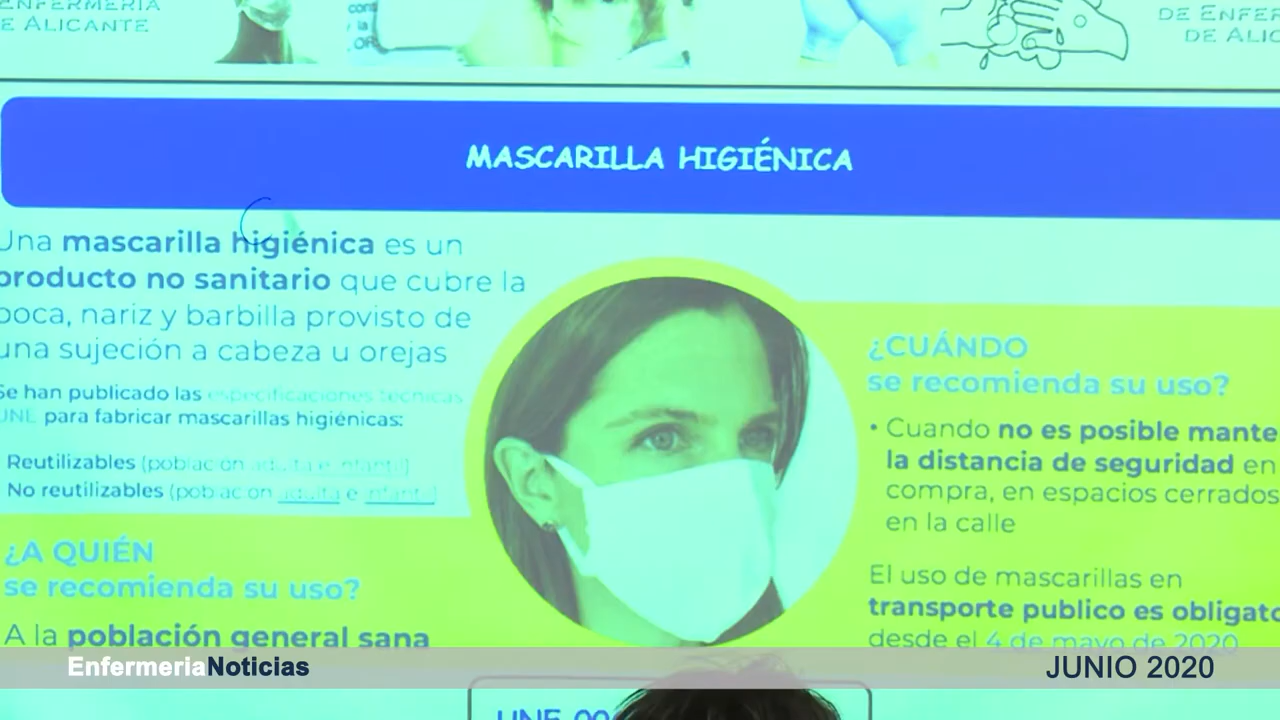 ENFERMERIA
E ALICANTE
DE ENFER
DE ALIC
MASCARILLA HIGIÉNICA
Una mascarilla higiénica es un
producto no sanitario que cubre la
boca, nariz y barbilla provisto de
una sujeción a cabeza u orejas
Se han publicado las especificaciones técnicas
UNE para fabricar mascarillas higiénicas:
Reutilizables (población adulta e infantil)
No reutilizables (población adulta e infantil)
¿A QUIÉN
se recomienda su uso?
A la población general sana
¿CUÁNDO
se recomienda su uso?
• Cuando no es posible mante
la distancia de seguridad en
compra, en espacios cerrados
en la calle
El uso de mascarillas en
transporte publico es obligato
desde el 4 de mayo de 2020
EnfermeriaNoticias
JUNIO 2020
UNE 00